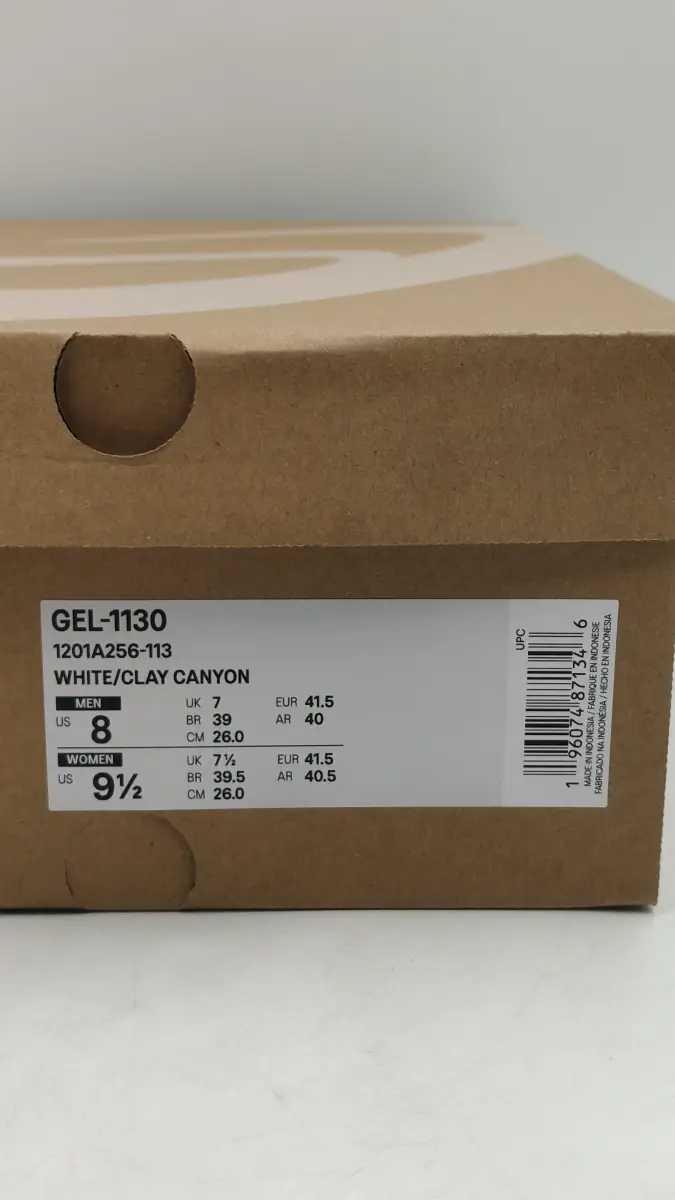 GEL-1130
1201A256-113
WHITE/CLAY CANYON
MEN
US 8
UK 7 EUR 41.5
BR 39 AR 40
CM 26.0
WOMEN
US 9½
UK 7½ EUR 41.5
BR 39.5 AR 40.5
CM 26.0
UPC
1 96074 87134 6
MADE IN INDONESIA / FABRIQUE EN INDONESIE
FABRICADO NA INDONÉSIA / HECHO EN INDONESIA